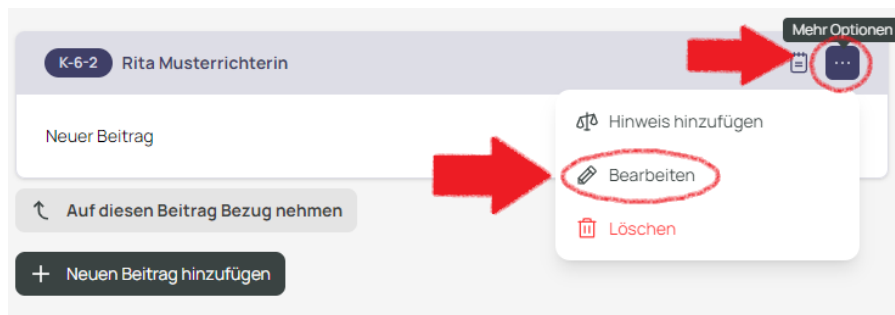 Mehr Optionen
K-6-2 Rita Musterrichterin
Neuer Beitrag
Hinweis hinzufügen
Bearbeiten
Löschen
Auf diesen Beitrag Bezug nehmen
Neuen Beitrag hinzufügen